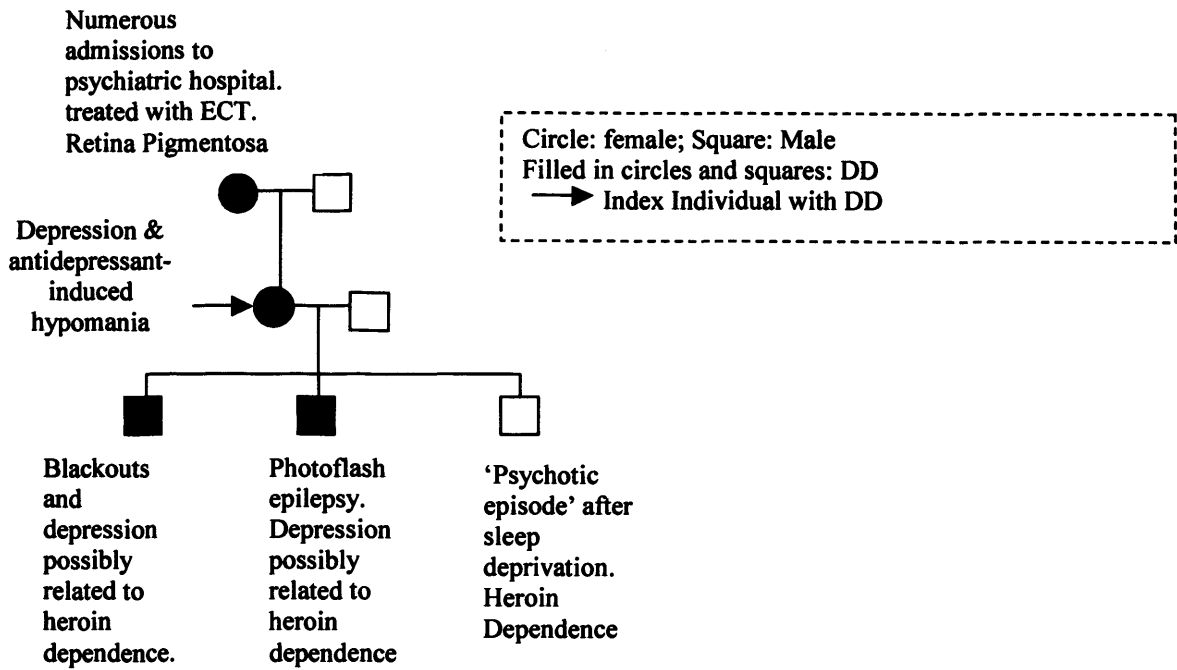 Numerous
admissions to
psychiatric hospital.
treated with ECT.
Retina Pigmentosa
Circle: female; Square: Male
Filled in circles and squares: DD
Index Individual with DD
Depression &
antidepressant-
induced
hypomania
Blackouts
and
depression
possibly
related to
heroin
dependence.
Photoflash
epilepsy.
Depression
possibly
related to
heroin
dependence
‘Psychotic
episode’ after
sleep
deprivation.
Heroin
Dependence